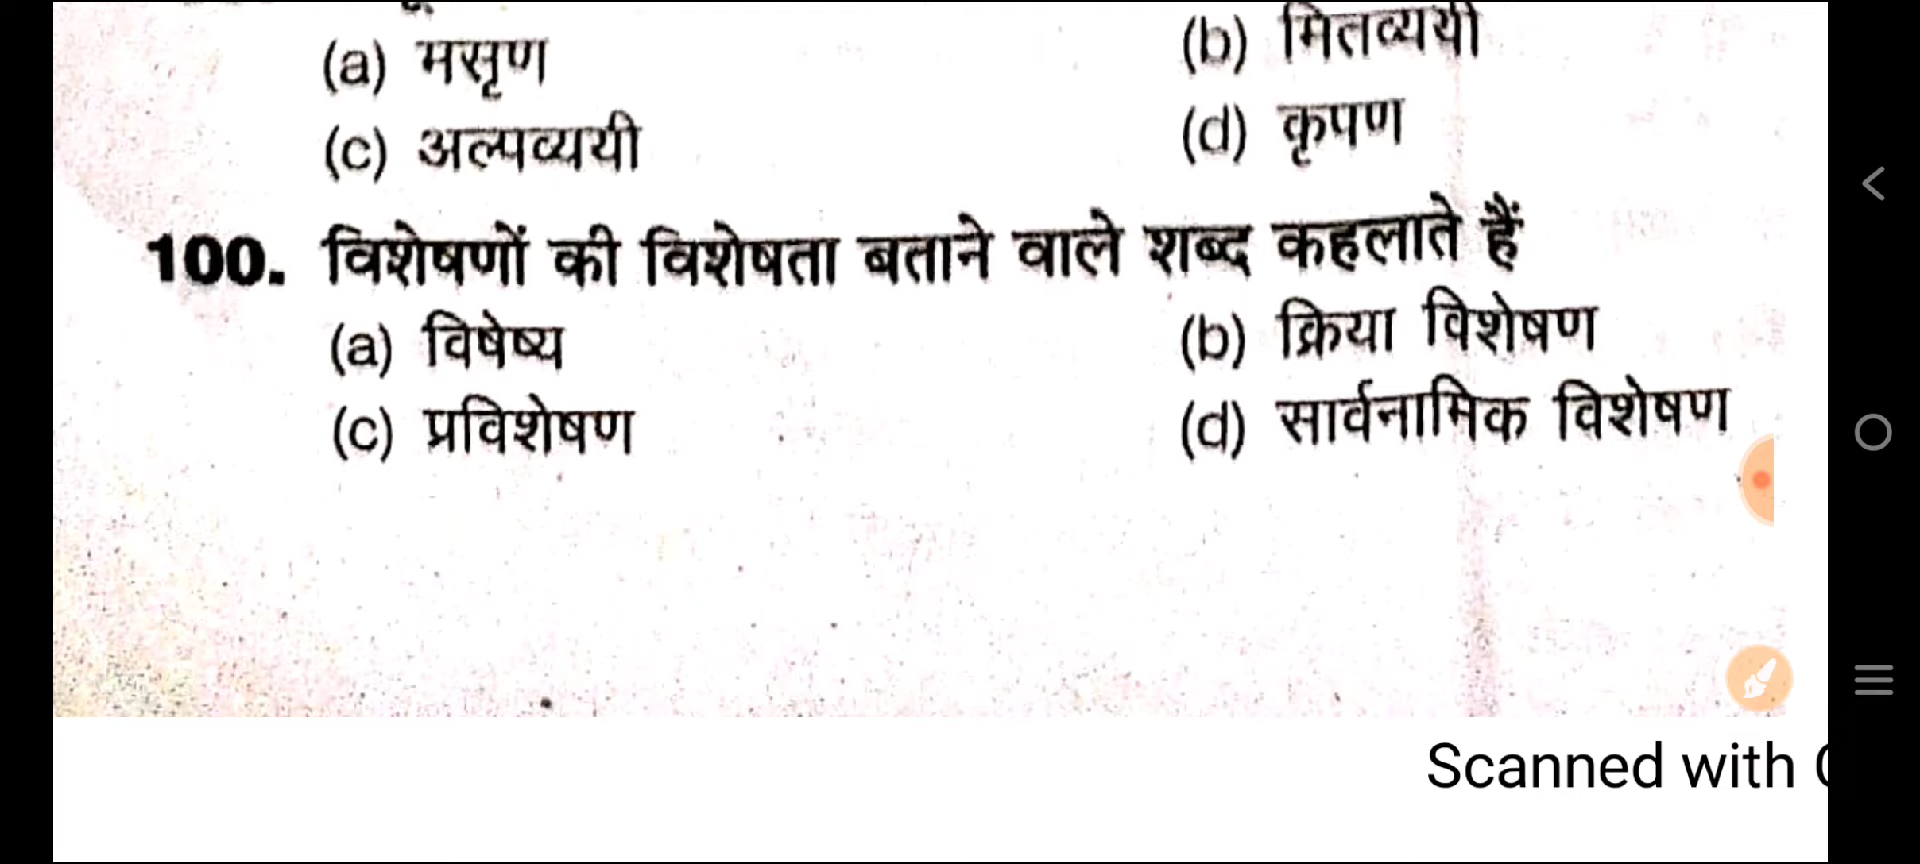 (a) मसृण (b) मितव्ययी
(c) अल्पव्ययी (d) कृपण
100. विशेषणों की विशेषता बताने वाले शब्द कहलाते हैं
(a) विषेष्य (b) क्रिया विशेषण
(c) प्रविशेषण (d) सार्वनामिक विशेषण
Scanned with